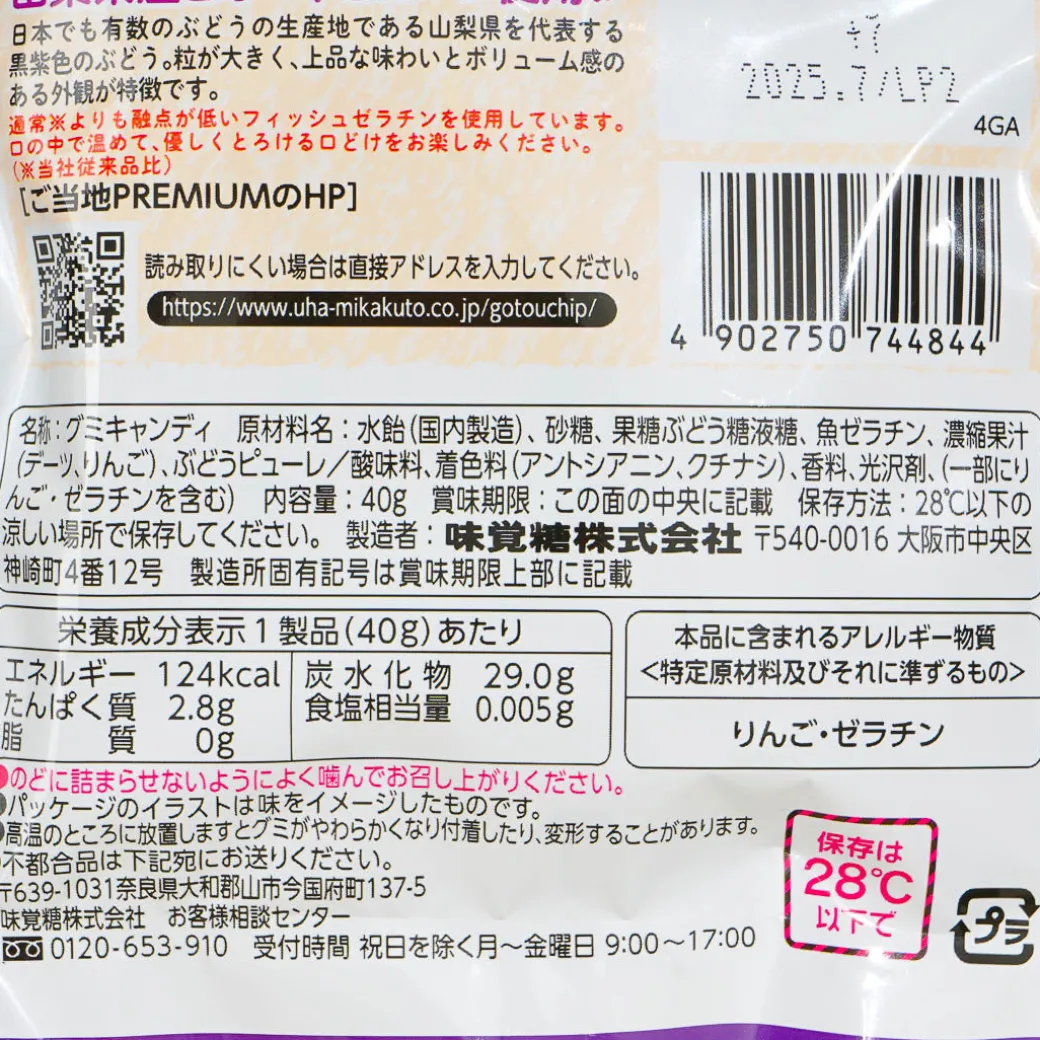 日本でも有数のぶどうの生産地である山梨県を代表する
黒紫色のぶどう。粒が大きく、上品な味わいとボリューム感の
ある外観が特徴です。
通常※よりも融点が低いフィッシュゼラチンを使用しています。
口の中で温めて、優しくとろける口どけをお楽しみください。
(※当社従来品比)
[ご当地PREMIUMのHP]
読み取りにくい場合は直接アドレスを入力してください。
https://www.uha-mikakuto.co.jp/gotouchip/
2025.7/LP2
4GA
4 902750 744844
名称:グミキャンディ 原材料名:水飴(国内製造)、砂糖、果糖ぶどう糖液糖、魚ゼラチン、濃縮果汁
(デーツ、りんご)、ぶどうピューレ/酸味料、着色料(アントシアニン、クチナシ)、香料、光沢剤、(一部にり
んご・ゼラチンを含む) 内容量:40g 賞味期限:この面の中央に記載 保存方法:28℃以下の
涼しい場所で保存してください。 製造者:味覚糖株式会社 〒540-0016 大阪市中央区
神崎町4番12号 製造所固有記号は賞味期限上部に記載
栄養成分表示1製品(40g)あたり
エネルギー 124kcal 炭水化物 29.0g
たんぱく質 2.8g 食塩相当量 0.005g
脂質 0g
本品に含まれるアレルギー物質
<特定原材料及びそれに準ずるもの>
りんご・ゼラチン
●のどに詰まらせないようによく噛んでお召し上がりください。
●パッケージのイラストは味をイメージしたものです。
●高温のところに放置しますとグミがやわらかくなり付着したり、変形することがあります。
●不都合品は下記宛にお送りください。
〒639-1031奈良県大和郡山市今国府町137-5
味覚糖株式会社 お客様相談センター
0120-653-910 受付時間 祝日を除く月～金曜日 9:00～17:00
保存は
28℃
以下で
プラ